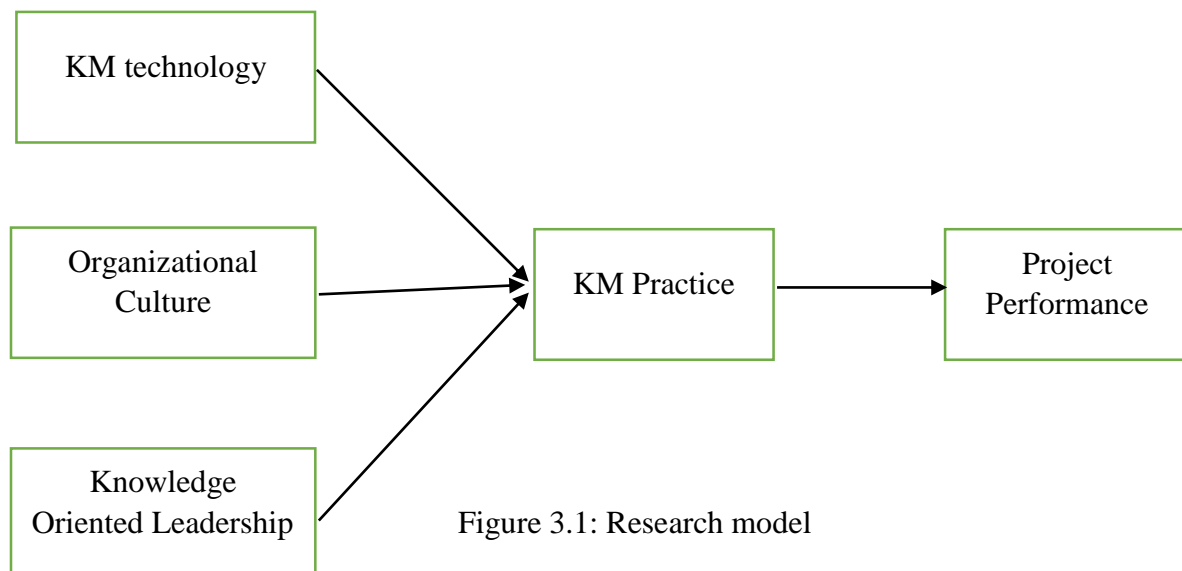 KM technology
Organizational
Culture
KM Practice
Project
Performance
Knowledge
Oriented Leadership
Figure 3.1: Research model